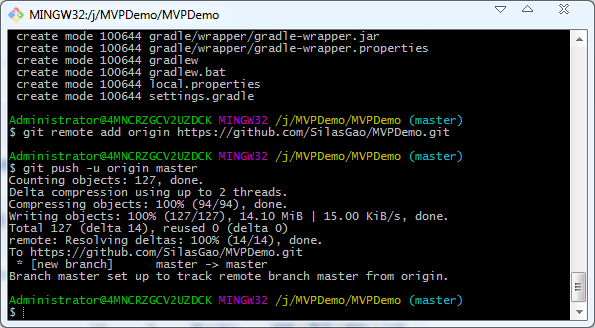 MINGW32:/j/MVPDemo/MVPDemo
create mode 100644 gradle/wrapper/gradle-wrapper.jar
create mode 100644 gradle/wrapper/gradle-wrapper.properties
create mode 100644 gradlew
create mode 100644 gradlew.bat
create mode 100644 local.properties
create mode 100644 settings.gradle
Administrator@4MNCRZGCV2UZDCK MINGW32 /j/MVPDemo/MVPDemo (master)
$ git remote add origin https://github.com/SilasGao/MVPDemo.git
Administrator@4MNCRZGCV2UZDCK MINGW32 /j/MVPDemo/MVPDemo (master)
$ git push -u origin master
Counting objects: 127, done.
Delta compression using up to 2 threads.
Compressing objects: 100% (94/94), done.
Writing objects: 100% (127/127), 14.10 MiB | 15.00 KiB/s, done.
Total 127 (delta 14), reused 0 (delta 0)
remote: Resolving deltas: 100% (14/14), done.
To https://github.com/SilasGao/MVPDemo.git
* [new branch]      master -> master
Branch master set up to track remote branch master from origin.
Administrator@4MNCRZGCV2UZDCK MINGW32 /j/MVPDemo/MVPDemo (master)
$